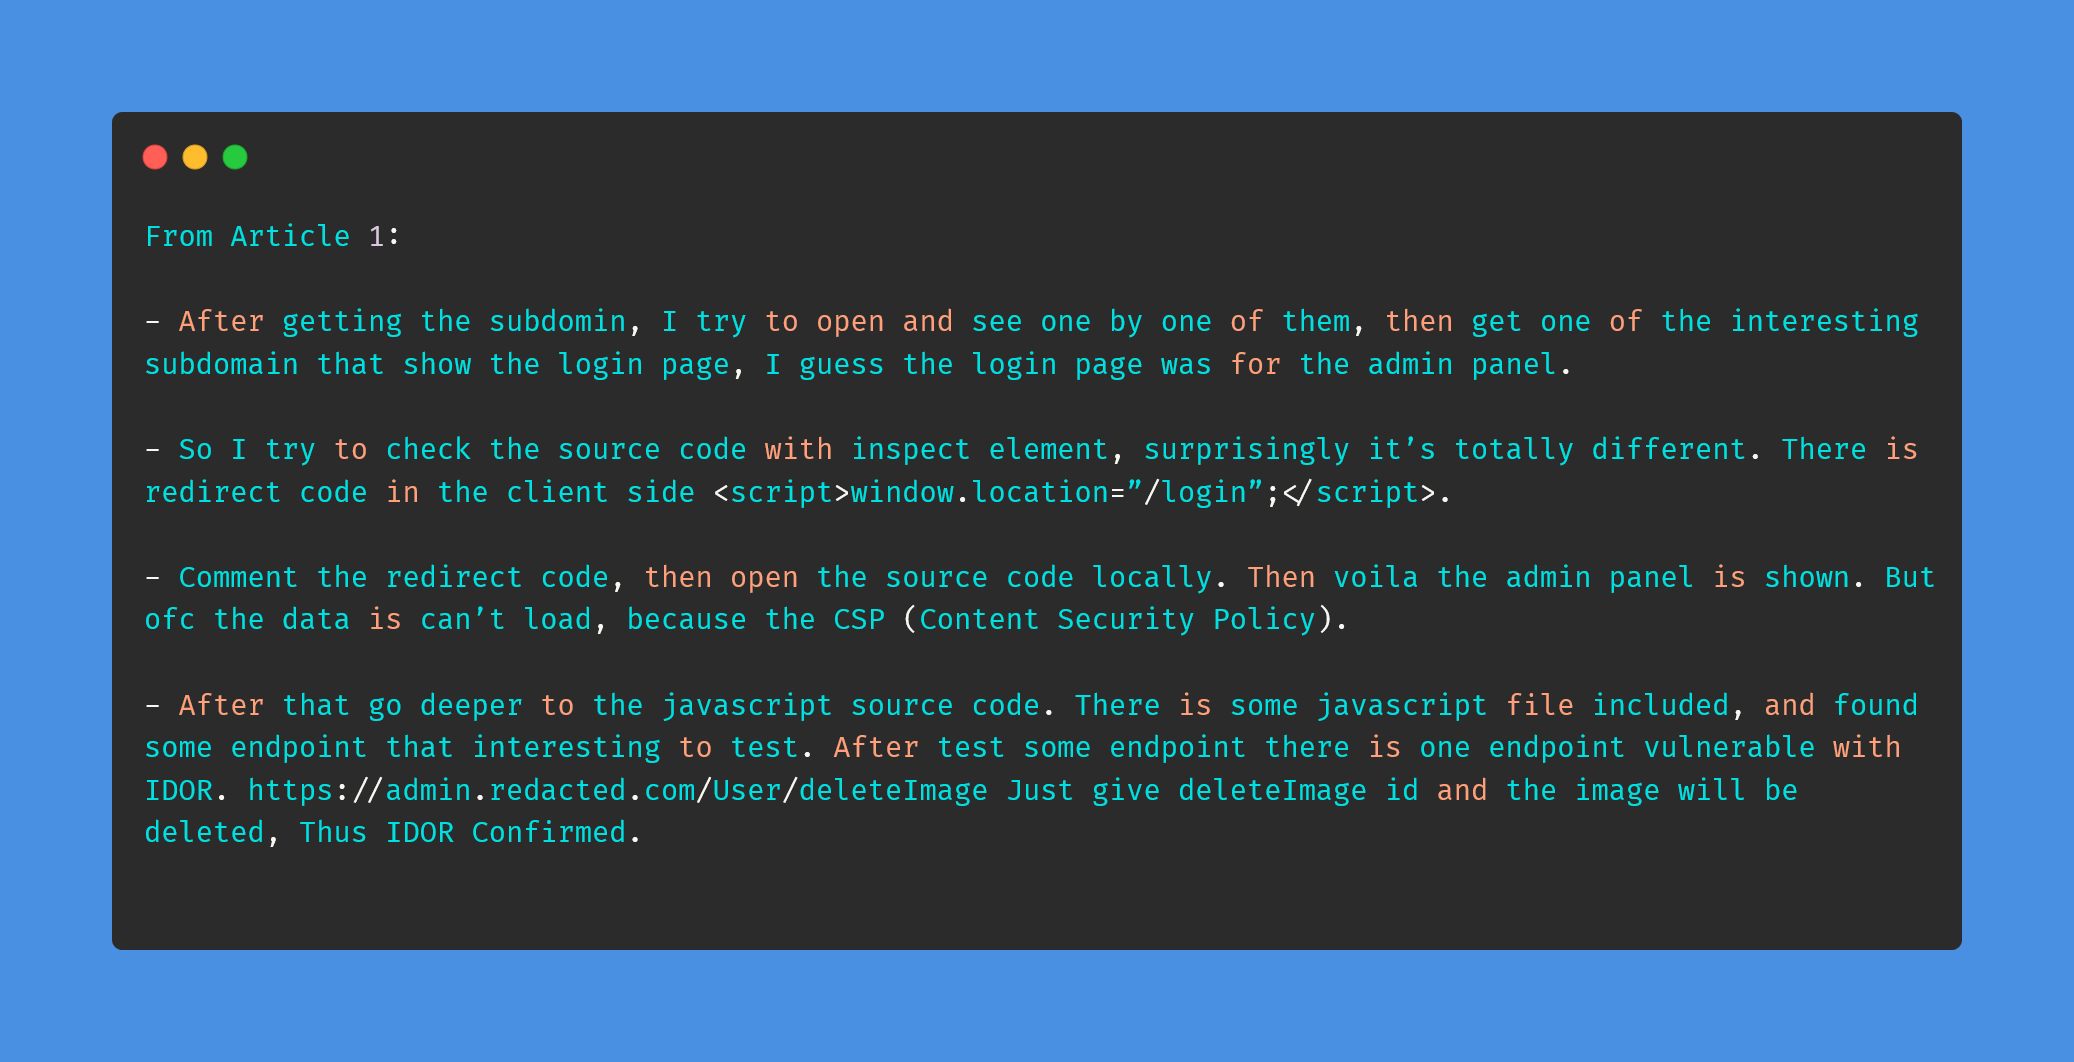 From Article 1:
- After getting the subdomin, I try to open and see one by one of them, then get one of the interesting
subdomain that show the login page, I guess the login page was for the admin panel.
- So I try to check the source code with inspect element, surprisingly it’s totally different. There is
redirect code in the client side <script>window.location=”/login”;</script>.
- Comment the redirect code, then open the source code locally. Then voila the admin panel is shown. But
ofc the data is can’t load, because the CSP (Content Security Policy).
- After that go deeper to the javascript source code. There is some javascript file included, and found
some endpoint that interesting to test. After test some endpoint there is one endpoint vulnerable with
IDOR. https://admin.redacted.com/User/deleteImage Just give deleteImage id and the image will be
deleted, Thus IDOR Confirmed.